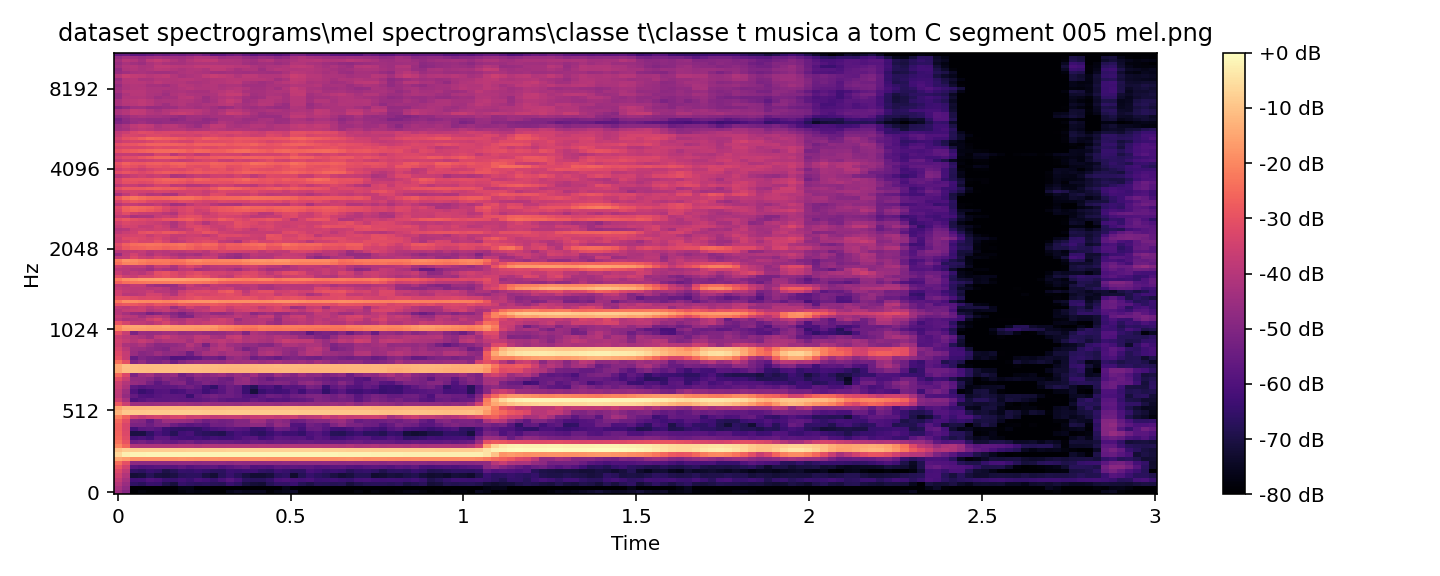 dataset spectrograms\mel spectrograms\classe t\classe t musica a tom C segment 005 mel.png
8192
4096
2048
1024
512
0
Hz
0
0.5
1
1.5
2
2.5
3
Time
+0 dB
-10 dB
-20 dB
-30 dB
-40 dB
-50 dB
-60 dB
-70 dB
-80 dB